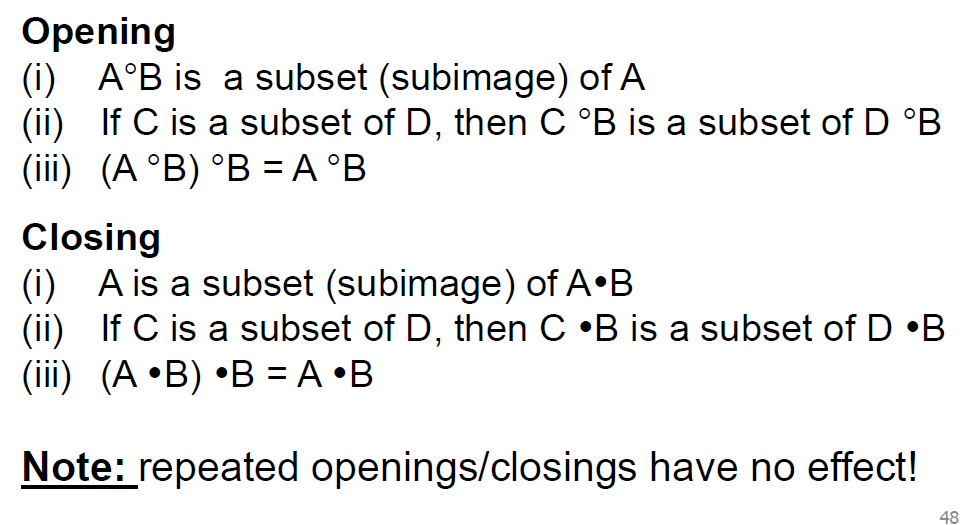 Opening
(i) A°B is a subset (subimage) of A
(ii) If C is a subset of D, then C °B is a subset of D °B
(iii) (A °B) °B = A °B
Closing
(i) A is a subset (subimage) of A•B
(ii) If C is a subset of D, then C •B is a subset of D •B
(iii) (A •B) •B = A •B
Note: repeated openings/closings have no effect!
48